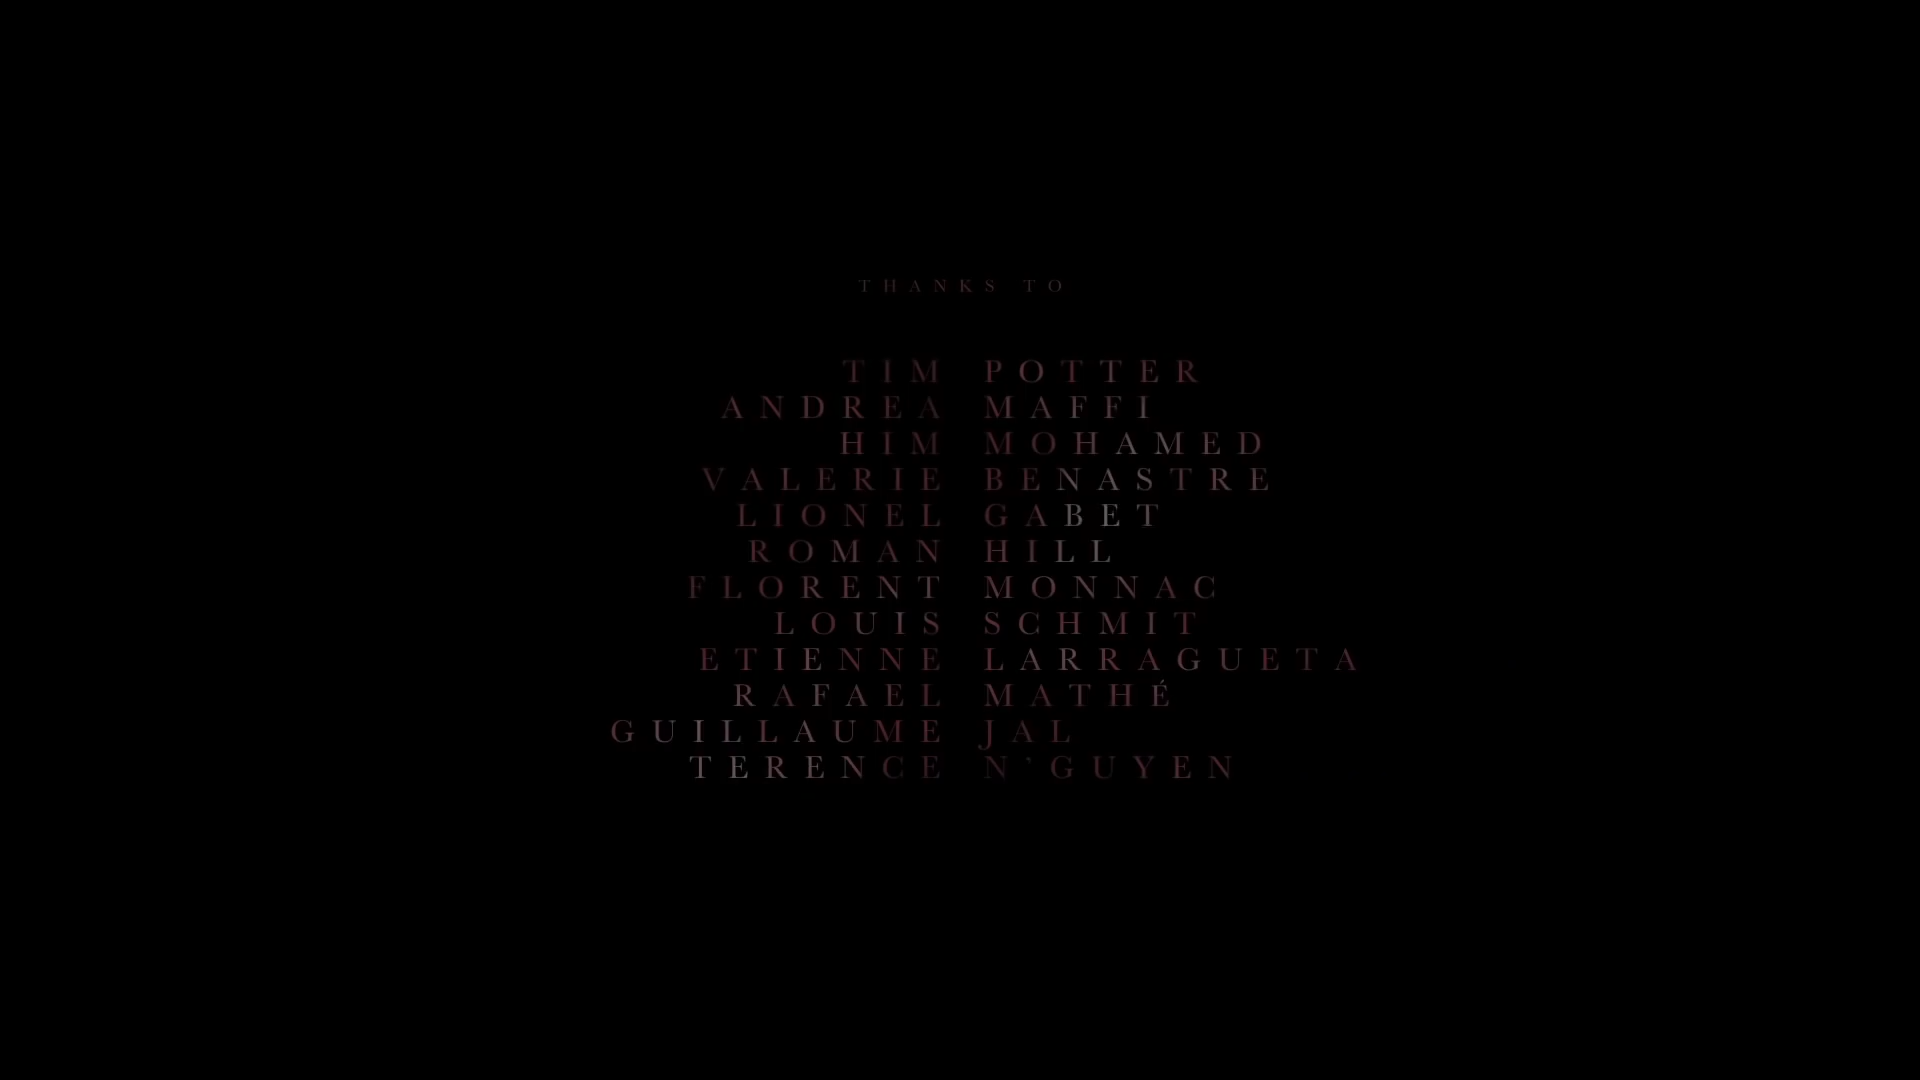 THANKS TO
TIM POTTER
ANDREA MAFFI
HIM MOHAMED
VALERIE BENASTRE
LIONEL GABET
ROMAN HILL
FLORENT MONNAC
LOUIS SCHMIT
ETIENNE LARRAGUETA
RAFAEL MATHÉ
GUILLAUME JAL
TERENCE N'GUYEN